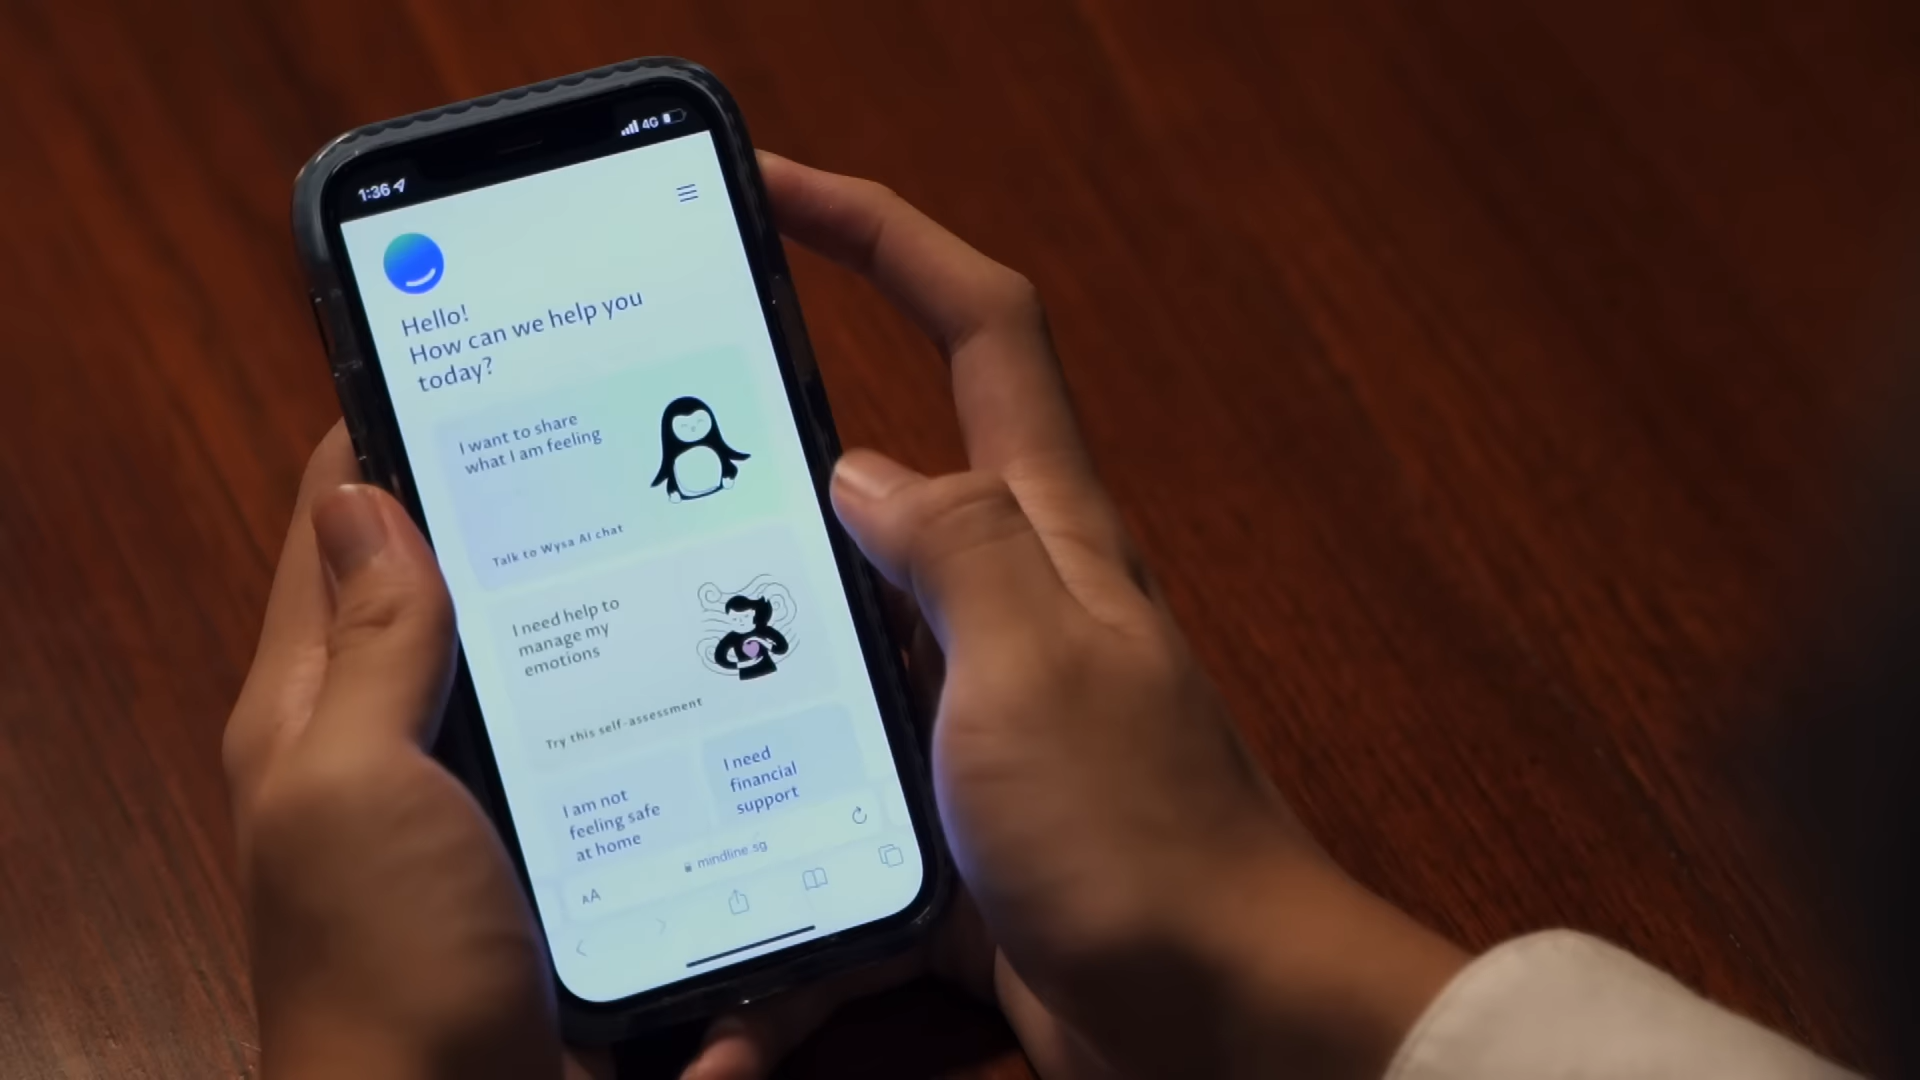 1:36
4G
Hello!
How can we help you
today?
I want to share
what I am feeling
Talk to Wysa AI chat
I need help to
manage my
emotions
Try this self-assessment
I am not
feeling safe
at home
I need
financial
support
AA
mindline.sg